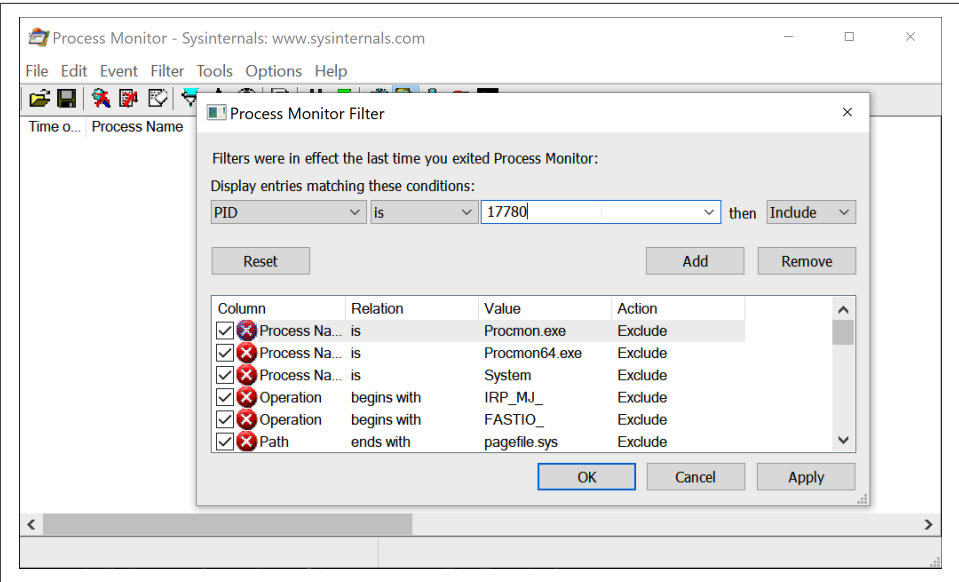 Process Monitor - Sysinternals: www.sysinternals.com
File Edit Event Filter Tools Options Help
Time o... Process Name
Process Monitor Filter
Filters were in effect the last time you exited Process Monitor:
Display entries matching these conditions:
PID is 17780 then Include
Reset Add Remove
Column Relation Value Action
Process Na... is Procmon.exe Exclude
Process Na... is Procmon64.exe Exclude
Process Na... is System Exclude
Operation begins with IRP_MJ_ Exclude
Operation begins with FASTIO_ Exclude
Path ends with pagefile.sys Exclude
OK Cancel Apply